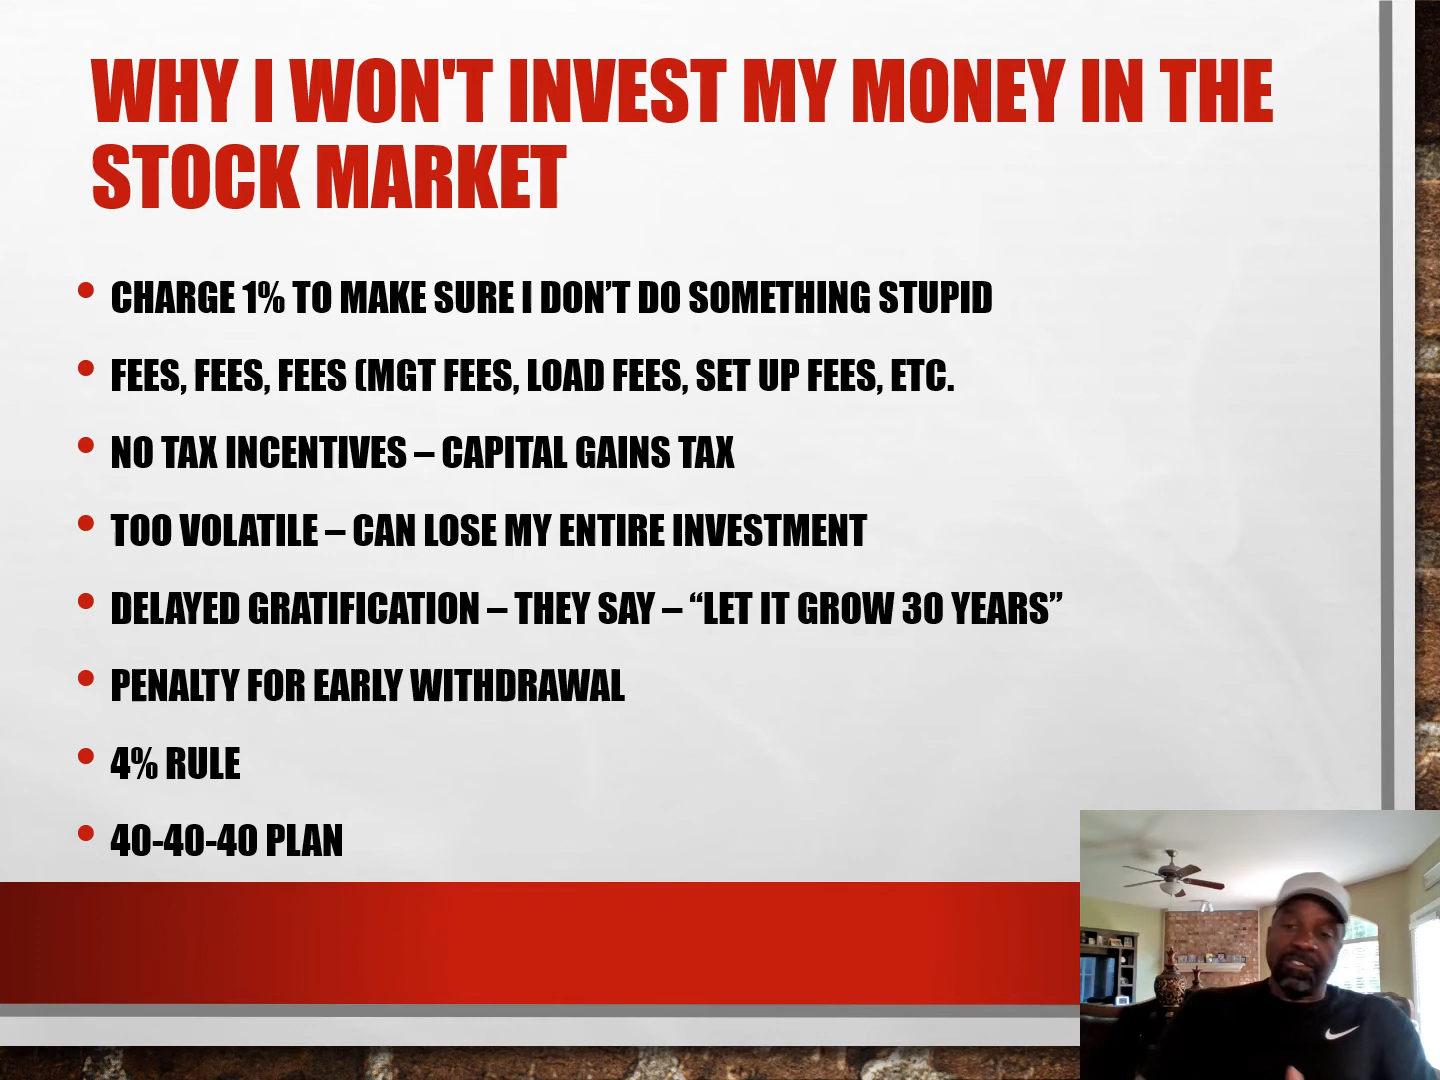 WHY I WON'T INVEST MY MONEY IN THE
STOCK MARKET
• CHARGE 1% TO MAKE SURE I DON’T DO SOMETHING STUPID
• FEES, FEES, FEES (MGT FEES, LOAD FEES, SET UP FEES, ETC.
• NO TAX INCENTIVES – CAPITAL GAINS TAX
• TOO VOLATILE – CAN LOSE MY ENTIRE INVESTMENT
• DELAYED GRATIFICATION – THEY SAY – “LET IT GROW 30 YEARS”
• PENALTY FOR EARLY WITHDRAWAL
• 4% RULE
• 40-40-40 PLAN